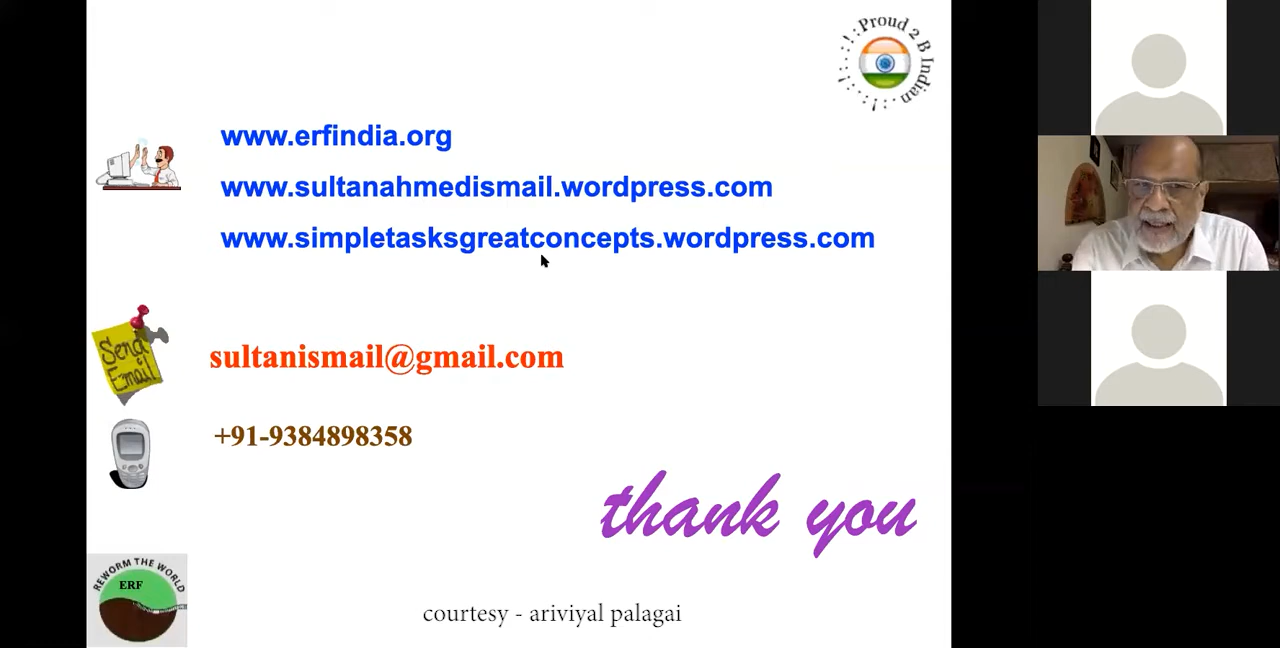 Proud 2 B Indian
www.erfindia.org
www.sultanahmedismail.wordpress.com
www.simpletasksgreatconcepts.wordpress.com
Send
Email
sultanismail@gmail.com
+91-9384898358
thank you
REWORM THE WORLD
ERF
courtesy - ariviyal palagai